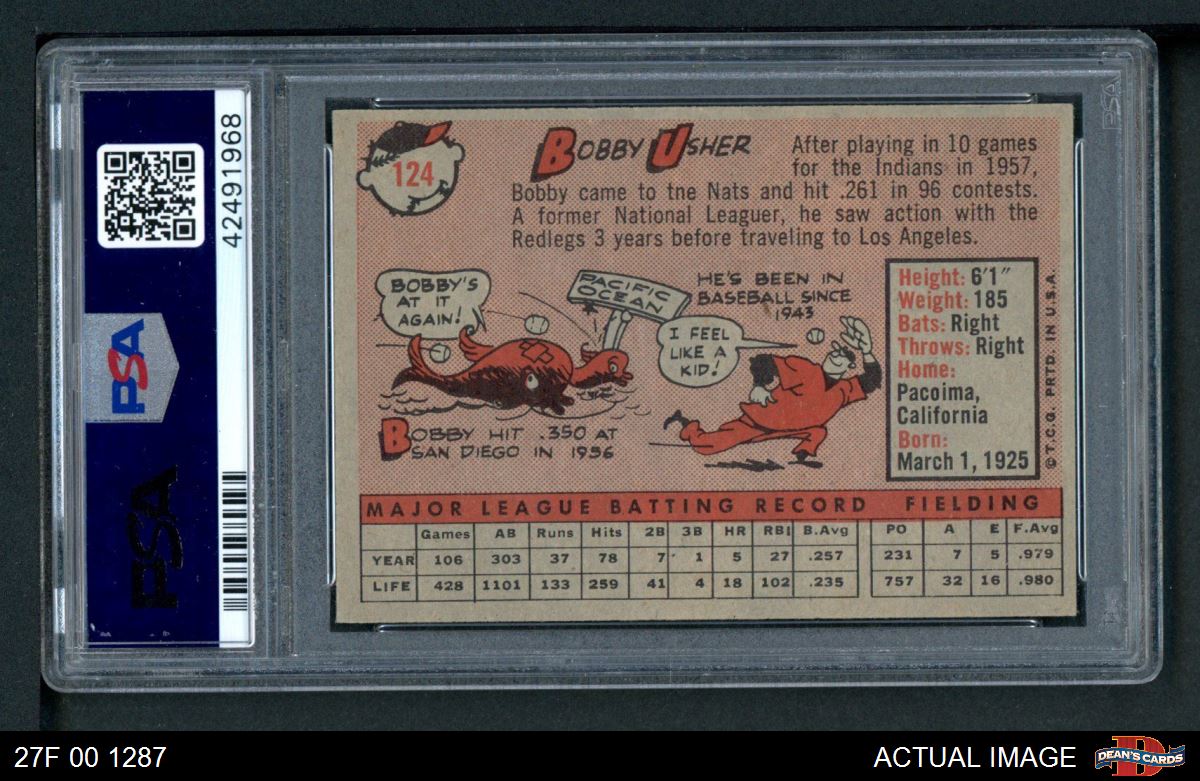 PSA
42491968
PSA
PSA
124
BOBBY USHER
After playing in 10 games
for the Indians in 1957,
Bobby came to the Nats and hit .261 in 96 contests.
A former National Leaguer, he saw action with the
Redlegs 3 years before traveling to Los Angeles.
BOBBY'S
AT IT
AGAIN!
PACIFIC
OCEAN
HE'S BEEN IN
BASEBALL SINCE
1943
I FEEL
LIKE A
KID!
BOBBY HIT .350 AT
SAN DIEGO IN 1956
Height: 6'1"
Weight: 185
Bats: Right
Throws: Right
Home:
Pacoima,
California
Born:
March 1, 1925
© T.C.G. PRTD. IN U.S.A.
MAJOR LEAGUE BATTING RECORD FIELDING
Games AB Runs Hits 2B 3B HR RBI B.Avg PO A E F.Avg
YEAR 106 303 37 78 7 1 5 27 .257 231 7 5 .979
LIFE 428 1101 133 259 41 4 18 102 .235 757 32 16 .980
PSA
27F 00 1287
ACTUAL IMAGE
D
DEAN'S CARDS